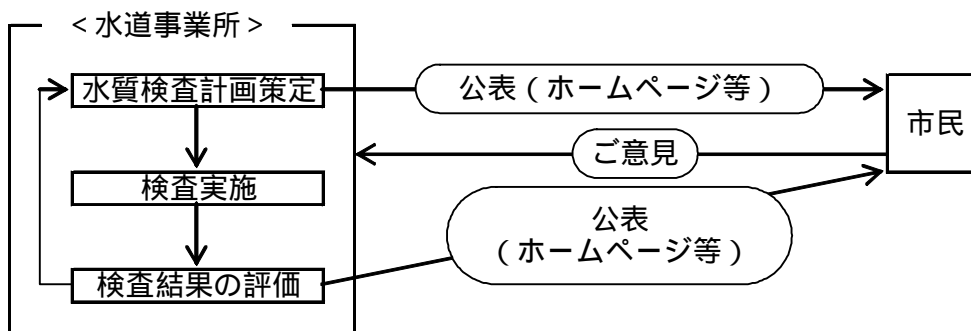 ＜水道事業所＞
水質検査計画策定
公表（ホームページ等）
市民
ご意見
検査実施
公表
（ホームページ等）
検査結果の評価